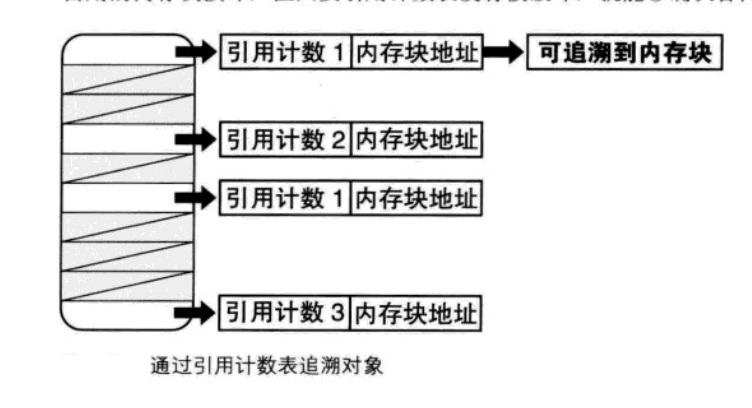 引用计数 1 内存块地址 可追溯到内存块
引用计数 2 内存块地址
引用计数 1 内存块地址
引用计数 3 内存块地址
通过引用计数表追溯对象